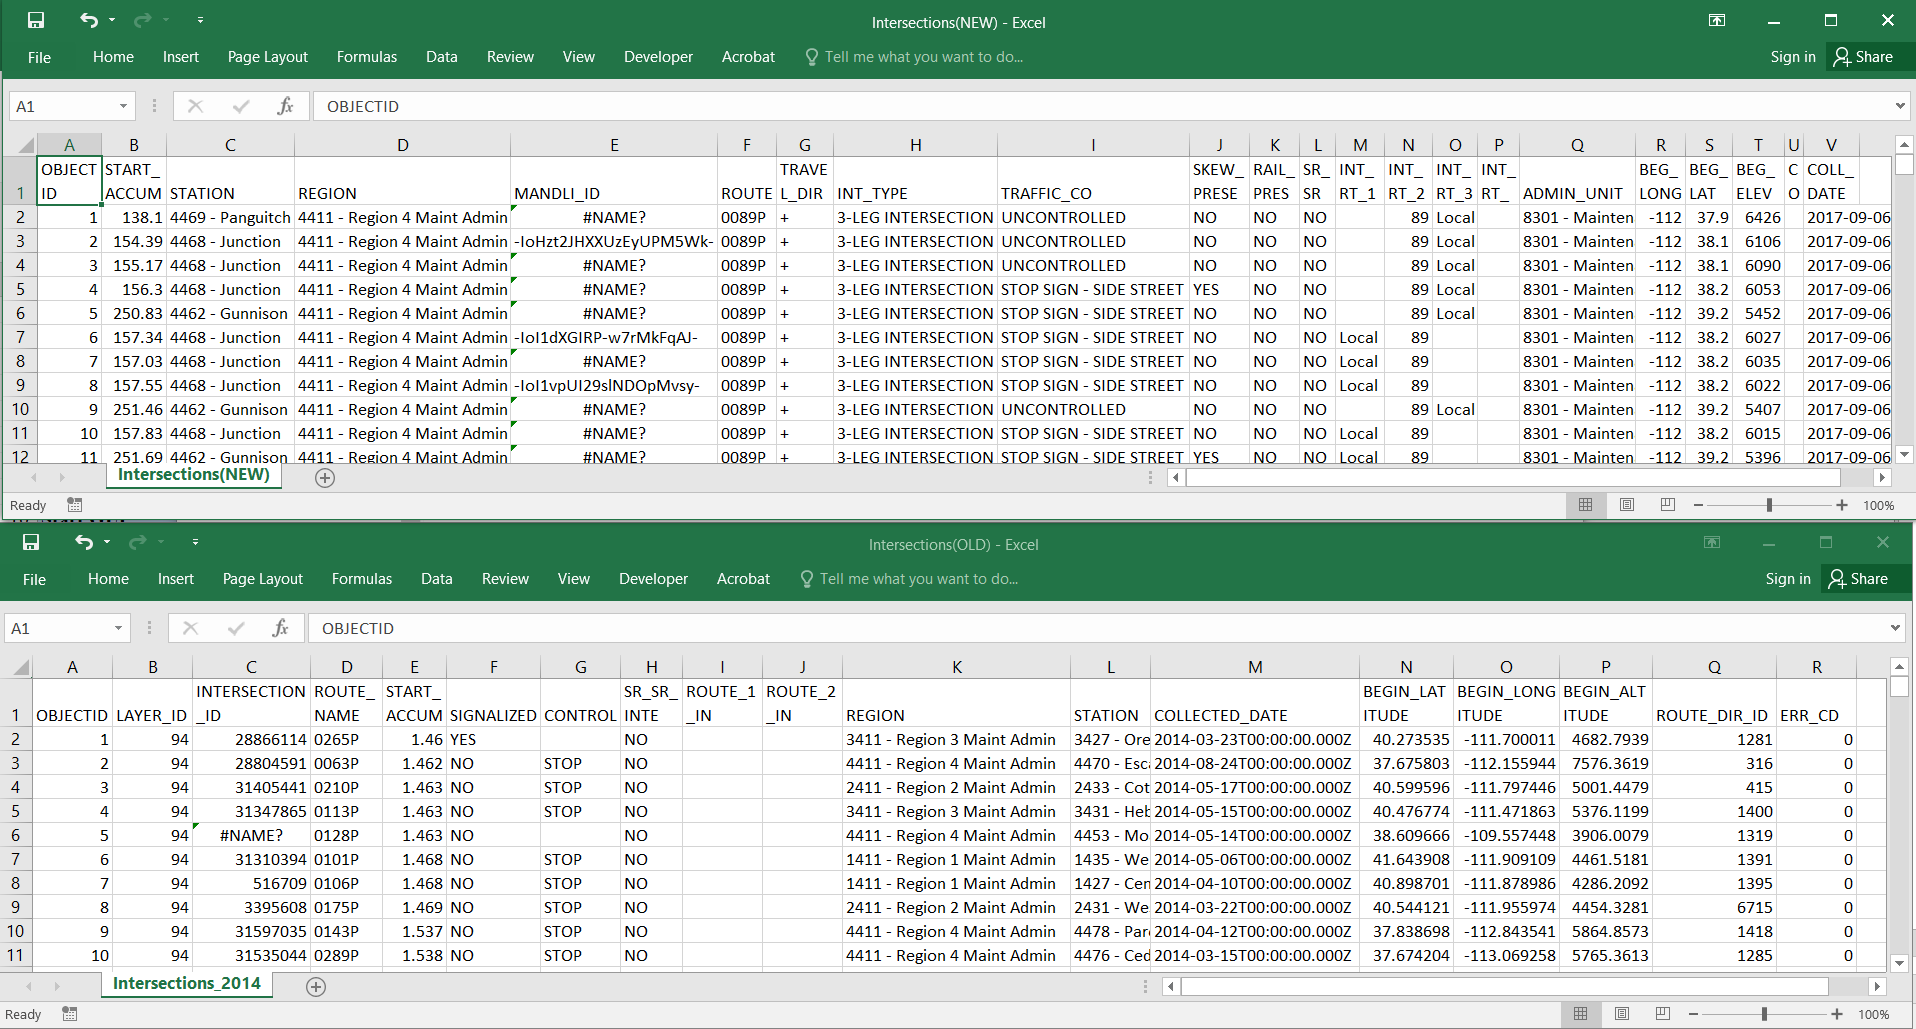 Intersections(NEW) - Excel
File Home Insert Page Layout Formulas Data Review View Developer Acrobat Tell me what you want to do... Sign in Share
A1 fx OBJECTID
A B C D E F G H I J K L M N O P Q R S T U V
OBJECT START_ TRAVE SKEW_ RAIL_ SR_ INT_ INT_ INT_ INT_ BEG_ BEG_ BEG_ C COLL_
1 ID ACCUM STATION REGION MANDLI_ID ROUTE L_DIR INT_TYPE TRAFFIC_CO PRESE PRES SR RT_1 RT_2 RT_3 RT_ ADMIN_UNIT LONG LAT ELEV O DATE
2 1 138.1 4469 - Panguitch 4411 - Region 4 Maint Admin #NAME? 0089P + 3-LEG INTERSECTION UNCONTROLLED NO NO NO 89 Local 8301 - Mainten -112 37.9 6426 2017-09-06
3 2 154.39 4468 - Junction 4411 - Region 4 Maint Admin -IoHzt2JHXXUzEyUPM5Wk- 0089P + 3-LEG INTERSECTION UNCONTROLLED NO NO NO 89 Local 8301 - Mainten -112 38.1 6106 2017-09-06
4 3 155.17 4468 - Junction 4411 - Region 4 Maint Admin #NAME? 0089P + 3-LEG INTERSECTION UNCONTROLLED NO NO NO 89 Local 8301 - Mainten -112 38.1 6090 2017-09-06
5 4 156.3 4468 - Junction 4411 - Region 4 Maint Admin #NAME? 0089P + 3-LEG INTERSECTION STOP SIGN - SIDE STREET YES NO NO 89 Local 8301 - Mainten -112 38.2 6053 2017-09-06
6 5 250.83 4462 - Gunnison 4411 - Region 4 Maint Admin #NAME? 0089P + 3-LEG INTERSECTION STOP SIGN - SIDE STREET NO NO NO 89 Local 8301 - Mainten -112 39.2 5452 2017-09-06
7 6 157.34 4468 - Junction 4411 - Region 4 Maint Admin -IoI1dXGIRP-w7rMkFqAJ- 0089P + 3-LEG INTERSECTION STOP SIGN - SIDE STREET NO NO NO Local 89 8301 - Mainten -112 38.2 6027 2017-09-06
8 7 157.03 4468 - Junction 4411 - Region 4 Maint Admin #NAME? 0089P + 3-LEG INTERSECTION STOP SIGN - SIDE STREET NO NO NO Local 89 8301 - Mainten -112 38.2 6035 2017-09-06
9 8 157.55 4468 - Junction 4411 - Region 4 Maint Admin -IoI1vpUI29slNDOpMvsy- 0089P + 3-LEG INTERSECTION STOP SIGN - SIDE STREET NO NO NO Local 89 8301 - Mainten -112 38.2 6022 2017-09-06
10 9 251.46 4462 - Gunnison 4411 - Region 4 Maint Admin #NAME? 0089P + 3-LEG INTERSECTION UNCONTROLLED NO NO NO 89 Local 8301 - Mainten -112 39.2 5407 2017-09-06
11 10 157.83 4468 - Junction 4411 - Region 4 Maint Admin #NAME? 0089P + 3-LEG INTERSECTION STOP SIGN - SIDE STREET NO NO NO Local 89 8301 - Mainten -112 38.2 6015 2017-09-06
12 11 251.69 4462 - Gunnison 4411 - Region 4 Maint Admin #NAME? 0089P + 3-LEG INTERSECTION STOP SIGN - SIDE STREET YES NO NO Local 89 8301 - Mainten -112 39.2 5396 2017-09-06
Intersections(NEW)
Ready 100%
Intersections(OLD) - Excel
File Home Insert Page Layout Formulas Data Review View Developer Acrobat Tell me what you want to do... Sign in Share
A1 fx OBJECTID
A B C D E F G H I J K L M N O P Q R
INTERSECTION ROUTE_ START_ SR_SR_ ROUTE_1 ROUTE_2 BEGIN_LAT BEGIN_LONG BEGIN_ALT
1 OBJECTID LAYER_ID _ID NAME ACCUM SIGNALIZED CONTROL INTE _IN _IN REGION STATION COLLECTED_DATE ITUDE ITUDE ITUDE ROUTE_DIR_ID ERR_CD
2 1 94 28866114 0265P 1.46 YES NO 3411 - Region 3 Maint Admin 3427 - Ore 2014-03-23T00:00:00.000Z 40.273535 -111.700011 4682.7939 1281 0
3 2 94 28804591 0063P 1.462 NO STOP NO 4411 - Region 4 Maint Admin 4470 - Esc 2014-08-24T00:00:00.000Z 37.675803 -112.155944 7576.3619 316 0
4 3 94 31405441 0210P 1.463 NO STOP NO 2411 - Region 2 Maint Admin 2433 - Cot 2014-05-17T00:00:00.000Z 40.599596 -111.797446 5001.4479 415 0
5 4 94 31347865 0113P 1.463 NO STOP NO 3411 - Region 3 Maint Admin 3431 - Heb 2014-05-15T00:00:00.000Z 40.476774 -111.471863 5376.1199 1400 0
6 5 94 #NAME? 0128P 1.463 NO NO 4411 - Region 4 Maint Admin 4453 - Mo 2014-05-14T00:00:00.000Z 38.609666 -109.557448 3906.0079 1319 0
7 6 94 31310394 0101P 1.468 NO STOP NO 1411 - Region 1 Maint Admin 1435 - We 2014-05-06T00:00:00.000Z 41.643908 -111.909109 4461.5181 1391 0
8 7 94 516709 0106P 1.468 NO STOP NO 1411 - Region 1 Maint Admin 1427 - Cen 2014-04-10T00:00:00.000Z 40.898701 -111.878986 4286.2092 1395 0
9 8 94 3395608 0175P 1.469 NO STOP NO 2411 - Region 2 Maint Admin 2431 - We 2014-03-22T00:00:00.000Z 40.544121 -111.955974 4454.3281 6715 0
10 9 94 31597035 0143P 1.537 NO STOP NO 4411 - Region 4 Maint Admin 4478 - Par 2014-04-12T00:00:00.000Z 37.838698 -112.843541 5864.8573 1418 0
11 10 94 31535044 0289P 1.538 NO STOP NO 4411 - Region 4 Maint Admin 4476 - Ced 2014-03-15T00:00:00.000Z 37.674204 -113.069258 5765.3613 1285 0
Intersections_2014
Ready 100%